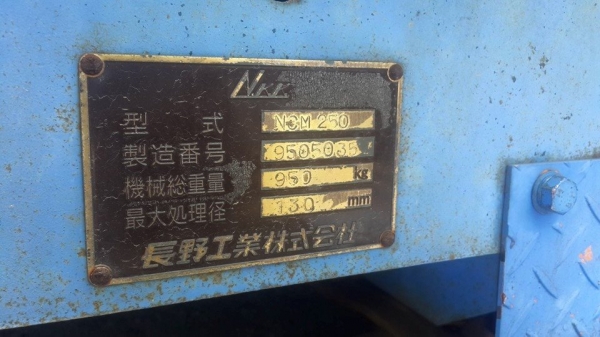 N.K.K
型 式 NCM 250
製造番号 9505035
機械総重量 950 kg
最大処理径 130 mm
長野工業株式会社